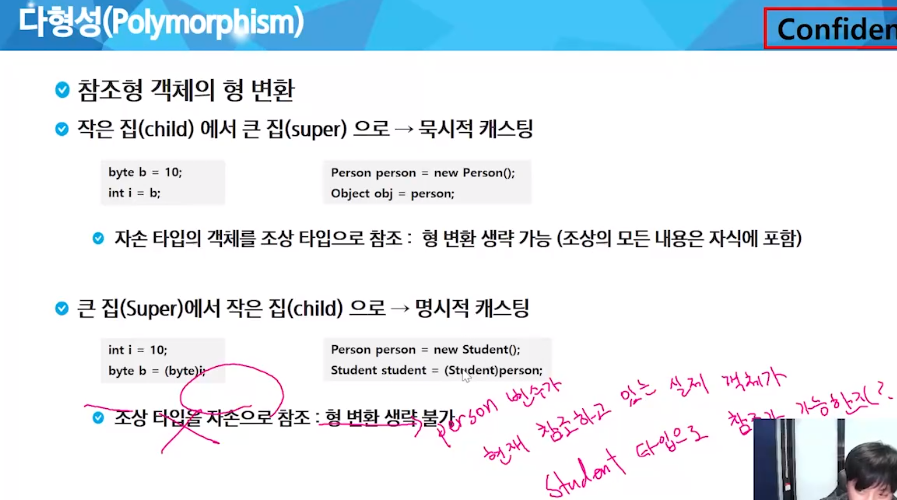 다형성(Polymorphism)
Confiden
참조형 객체의 형 변환
작은 집(child) 에서 큰 집(super) 으로 → 묵시적 캐스팅
byte b = 10;
int i = b;
Person person = new Person();
Object obj = person;
자손 타입의 객체를 조상 타입으로 참조 : 형 변환 생략 가능 (조상의 모든 내용은 자식에 포함)
큰 집(Super)에서 작은 집(child) 으로 → 명시적 캐스팅
int i = 10;
byte b = (byte)i;
Person person = new Student();
Student student = (Student)person;
조상 타입을 자손으로 참조 : 형 변환 생략 불가
person 변수가
현재 참조하고 있는 실제 객체가
Student 타입으로 참조가 가능한지?